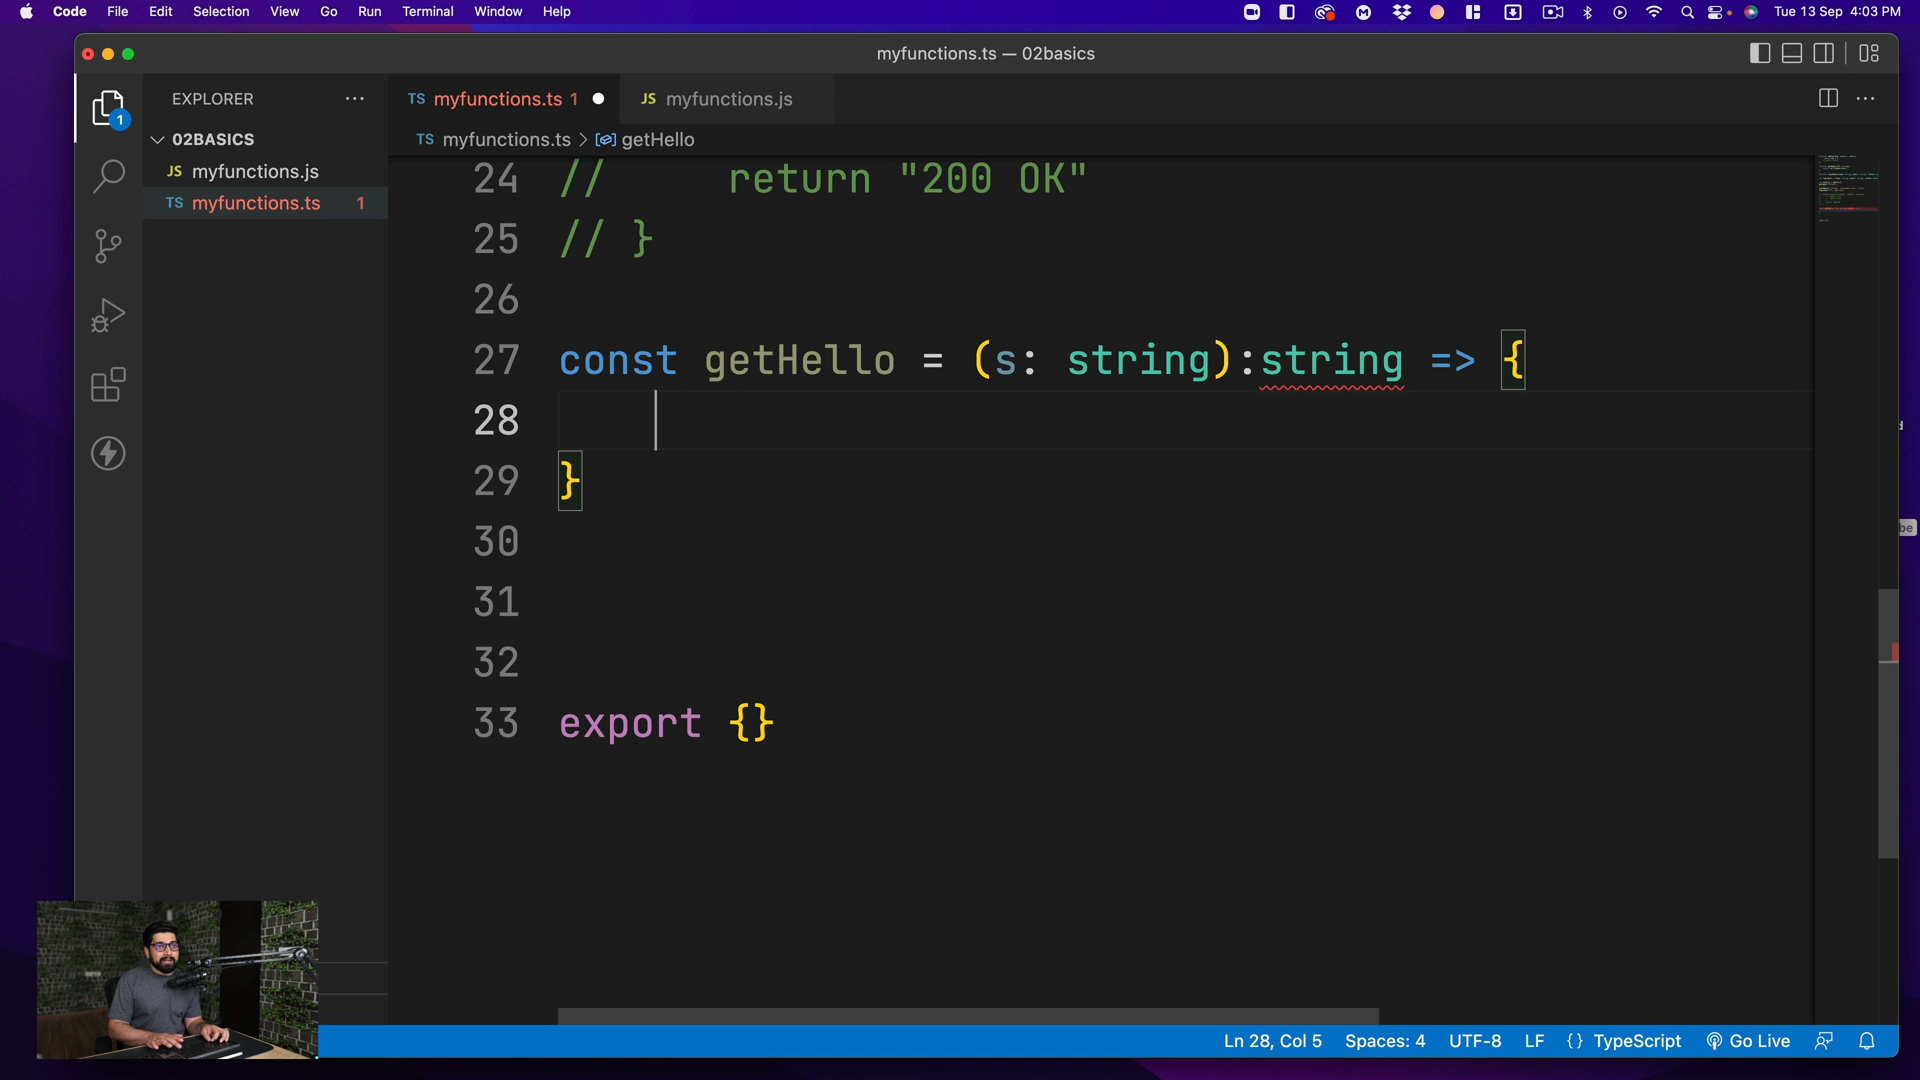 Code File Edit Selection View Go Run Terminal Window Help
Tue 13 Sep 4:03 PM
myfunctions.ts — 02basics
EXPLORER
TS myfunctions.ts 1
JS myfunctions.js
1
02BASICS
TS myfunctions.ts > getHello
JS myfunctions.js
TS myfunctions.ts 1
24 //     return "200 OK"
25 // }
26
27 const getHello = (s: string):string => {
28
29 }
30
31
32
33 export {}
Ln 28, Col 5 Spaces: 4 UTF-8 LF {} TypeScript Go Live